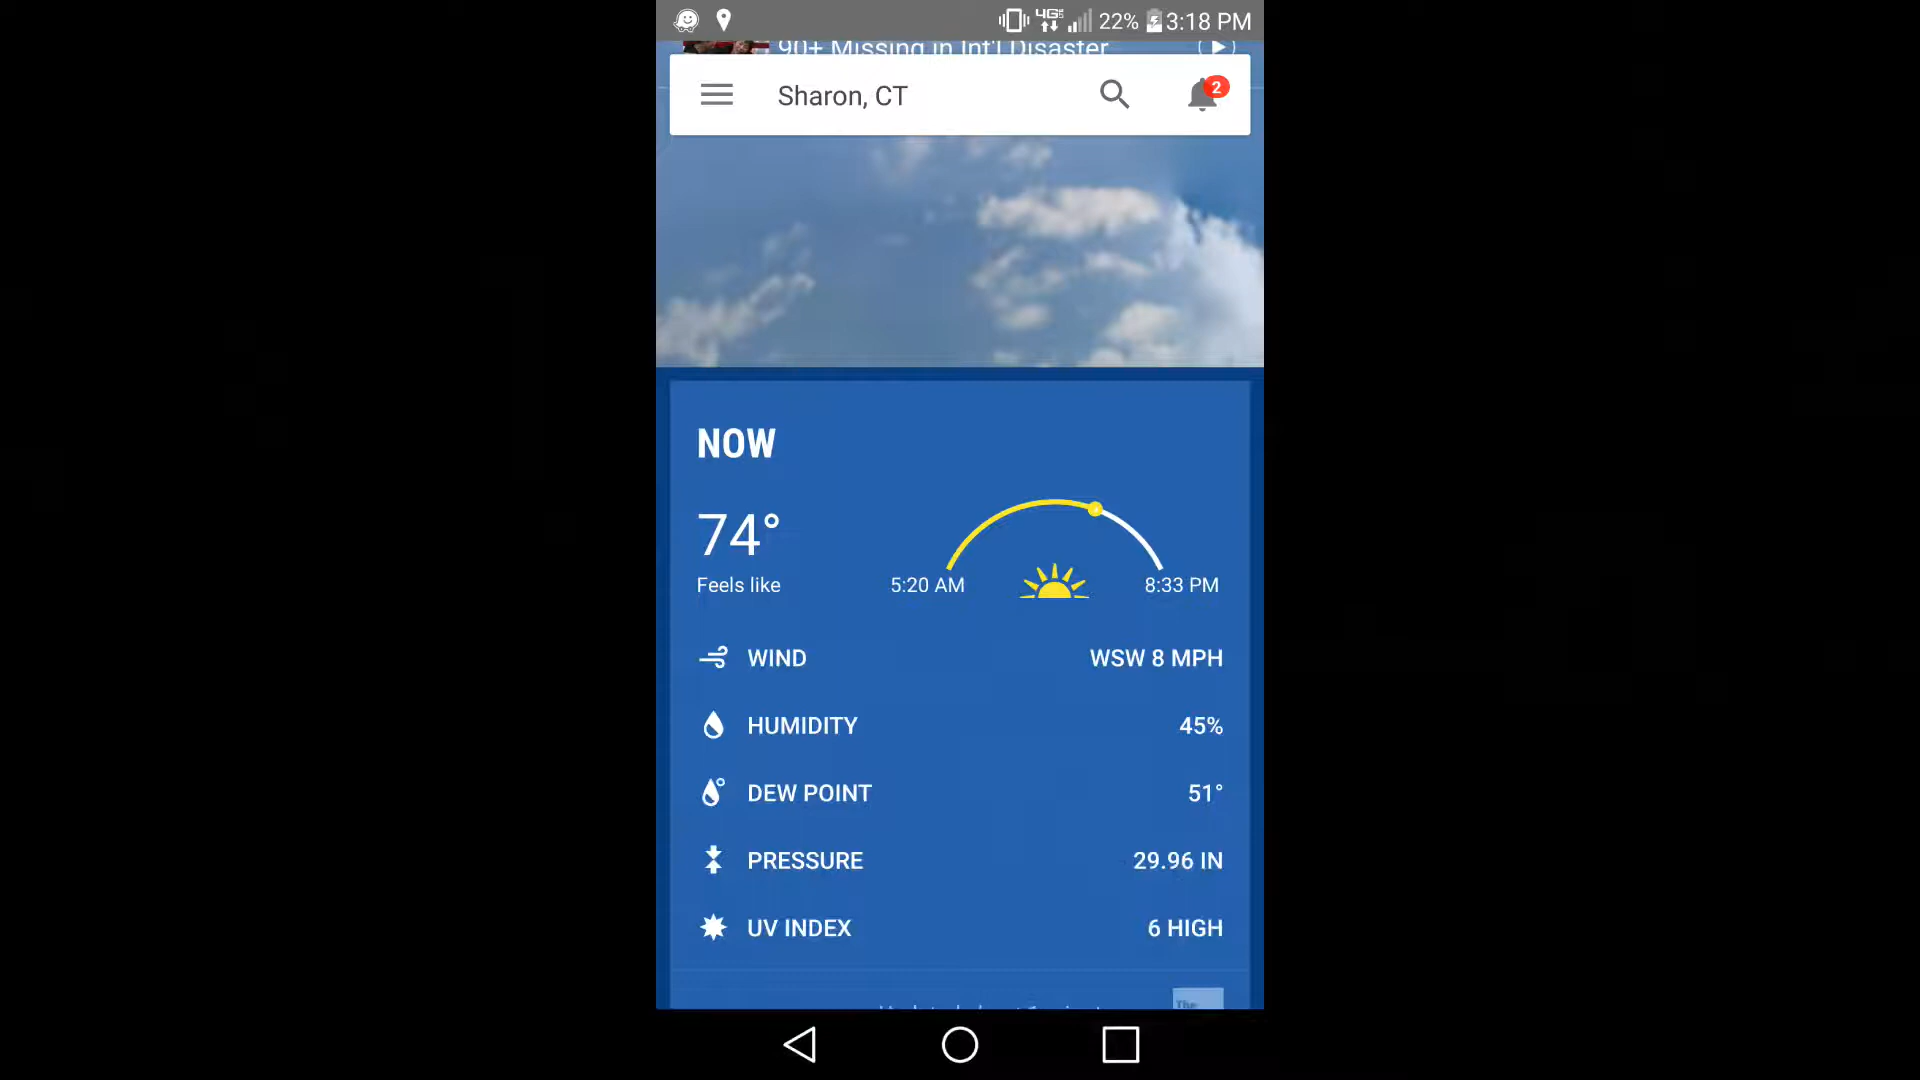 22% 3:18 PM
90+ Missing in Int'l Disaster
Sharon, CT
2
NOW
74°
Feels like
5:20 AM
8:33 PM
WIND WSW 8 MPH
HUMIDITY 45%
DEW POINT 51°
PRESSURE 29.96 IN
UV INDEX 6 HIGH
The